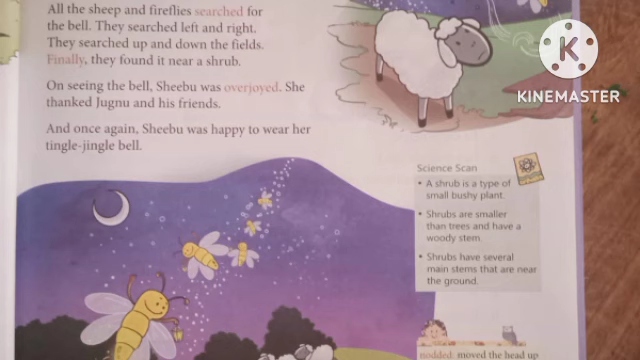 All the sheep and fireflies searched for
the bell. They searched left and right.
They searched up and down the fields.
Finally, they found it near a shrub.
On seeing the bell, Sheebu was overjoyed. She
thanked Jugnu and his friends.
And once again, Sheebu was happy to wear her
tingle-jingle bell.
KINEMASTER
Science Scan
• A shrub is a type of
small bushy plant.
• Shrubs are smaller
than trees and have a
woody stem.
• Shrubs have several
main stems that are near
the ground.
nodded: moved the head up